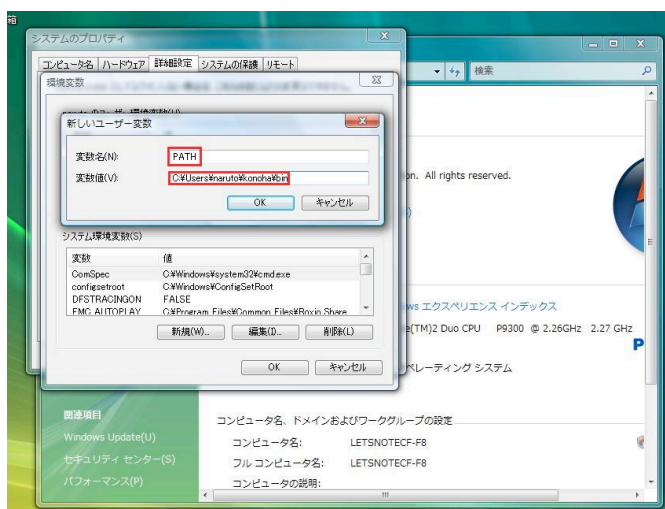 箱
システムのプロパティ
コンピュータ名 ハードウェア 詳細設定 システムの保護 リモート
検索
環境変数
新しいユーザー変数
変数名(N): PATH
変数値(V): C:¥Users¥naruto¥konoha¥bin
on. All rights reserved.
OK キャンセル
システム環境変数(S)
変数 値
ComSpec C:¥Windows¥system32¥cmd.exe
configsetroot C:¥Windows¥ConfigSetRoot
DFSTRACINGON FALSE
FMC AUTOPLAY C:¥Program Files¥Common Files¥Roxio Share
ws エクスペリエンス インデックス
新規(W)... 編集(I)... 削除(L)
(TM)2 Duo CPU P9300 @ 2.26GHz 2.27 GHz
OK キャンセル
ペレーティング システム
関連項目
コンピュータ名、ドメインおよびワークグループの設定
Windows Update(U)
コンピュータ名: LETSNOTECF-F8
セキュリティ センター(S)
フル コンピュータ名: LETSNOTECF-F8
パフォーマンス(P)
コンピュータの説明: